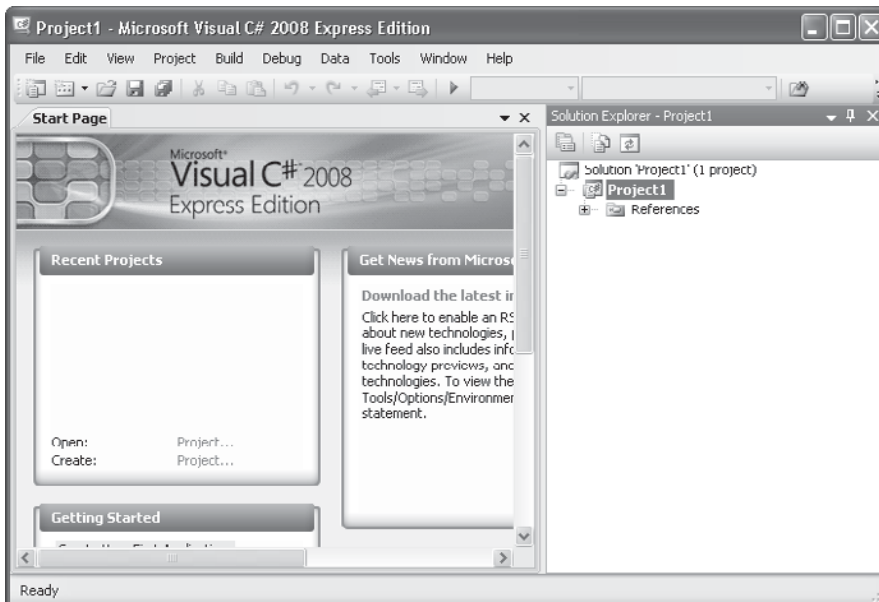 Project1 - Microsoft Visual C# 2008 Express Edition
File Edit View Project Build Debug Data Tools Window Help
Start Page
Microsoft®
Visual C# 2008
Express Edition
Recent Projects
Open: Project...
Create: Project...
Getting Started
Get News from Micros
Download the latest in
Click here to enable an RS
about new technologies,
live feed also includes info
technology previews, and
technologies. To view the
Tools/Options/Environmer
statement.
Solution Explorer - Project1
Solution 'Project1' (1 project)
Project1
References
Ready